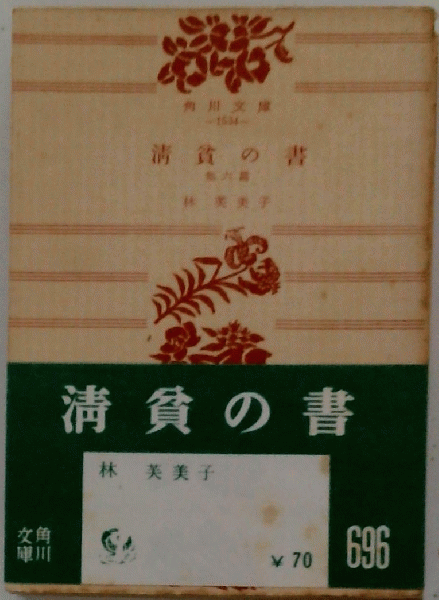 角川文庫
—1534—
清貧の書
他六篇
林 芙美子
清貧の書
林 芙美子
角川
文庫
¥70
696